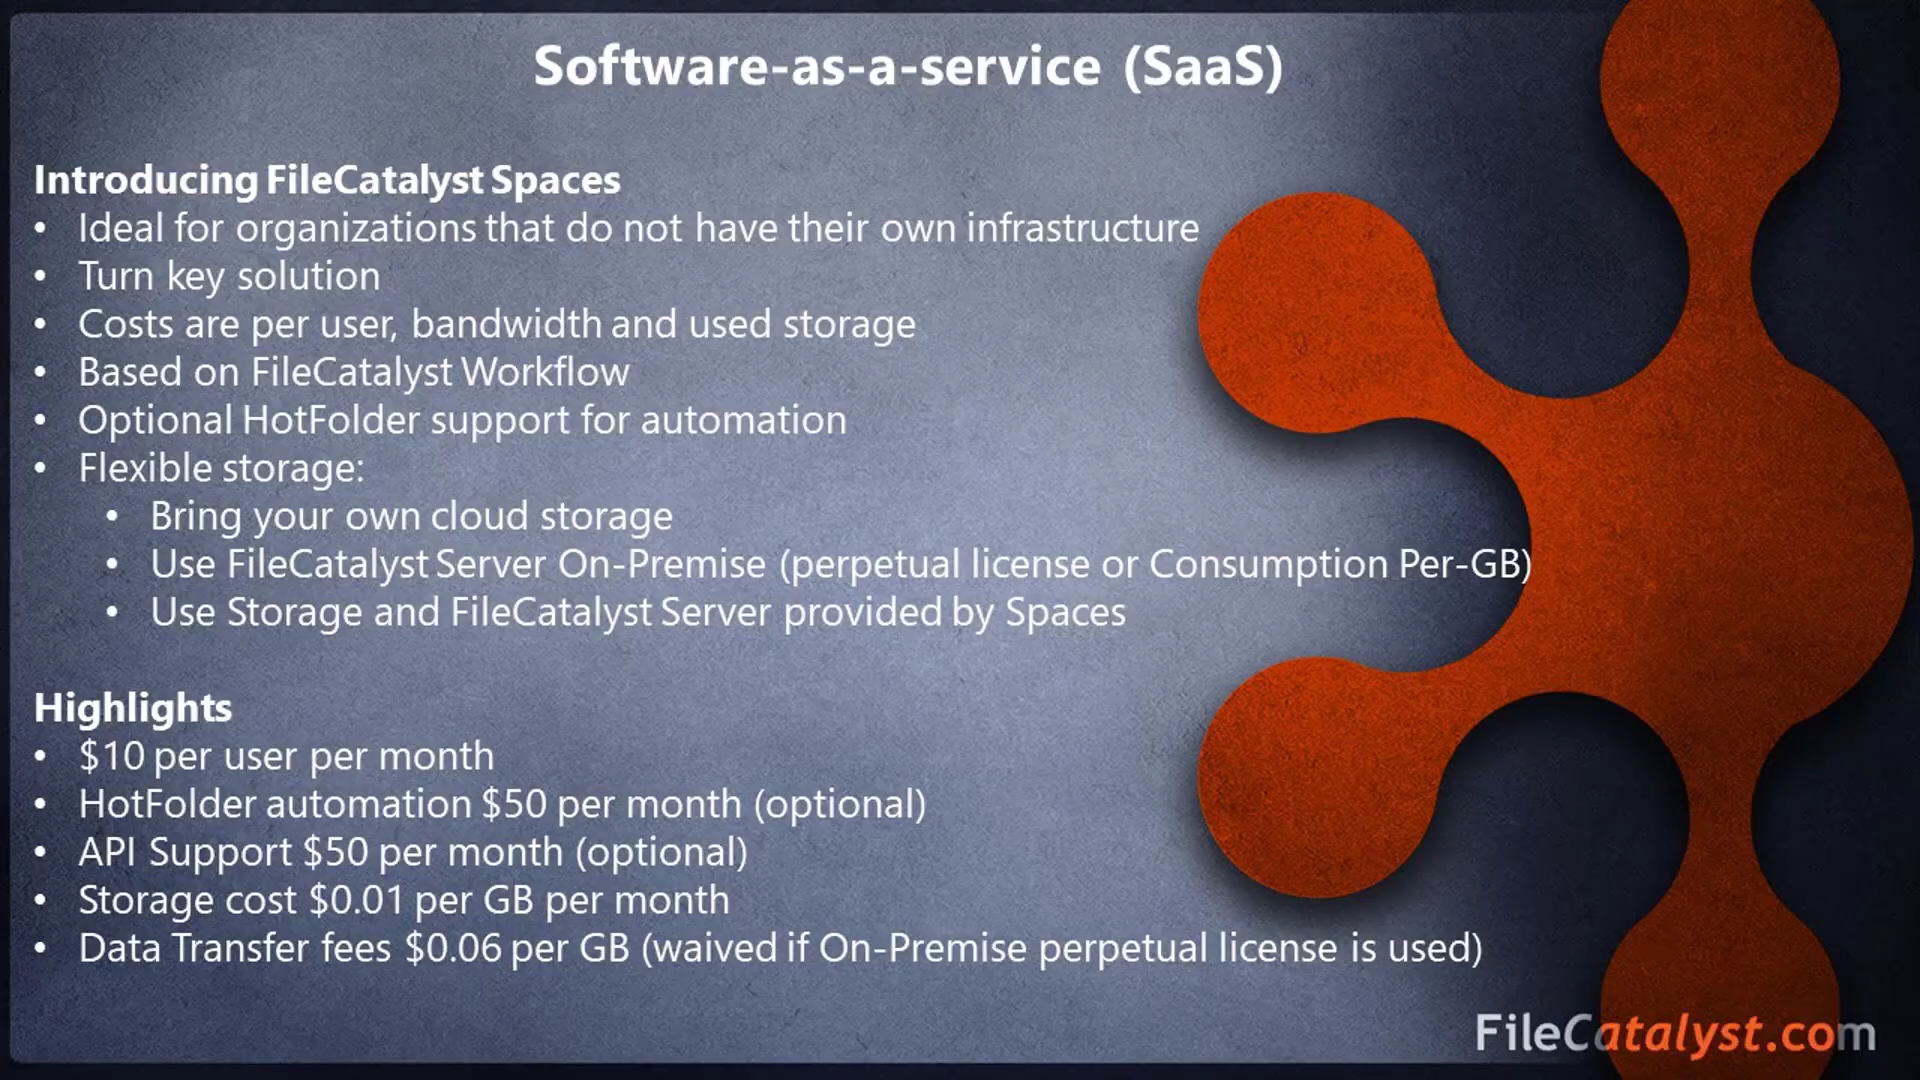 Software-as-a-service (SaaS)
Introducing FileCatalyst Spaces
• Ideal for organizations that do not have their own infrastructure
• Turn key solution
• Costs are per user, bandwidth and used storage
• Based on FileCatalyst Workflow
• Optional HotFolder support for automation
• Flexible storage:
• Bring your own cloud storage
• Use FileCatalyst Server On-Premise (perpetual license or Consumption Per-GB)
• Use Storage and FileCatalyst Server provided by Spaces
Highlights
• $10 per user per month
• HotFolder automation $50 per month (optional)
• API Support $50 per month (optional)
• Storage cost $0.01 per GB per month
• Data Transfer fees $0.06 per GB (waived if On-Premise perpetual license is used)
FileCatalyst.com